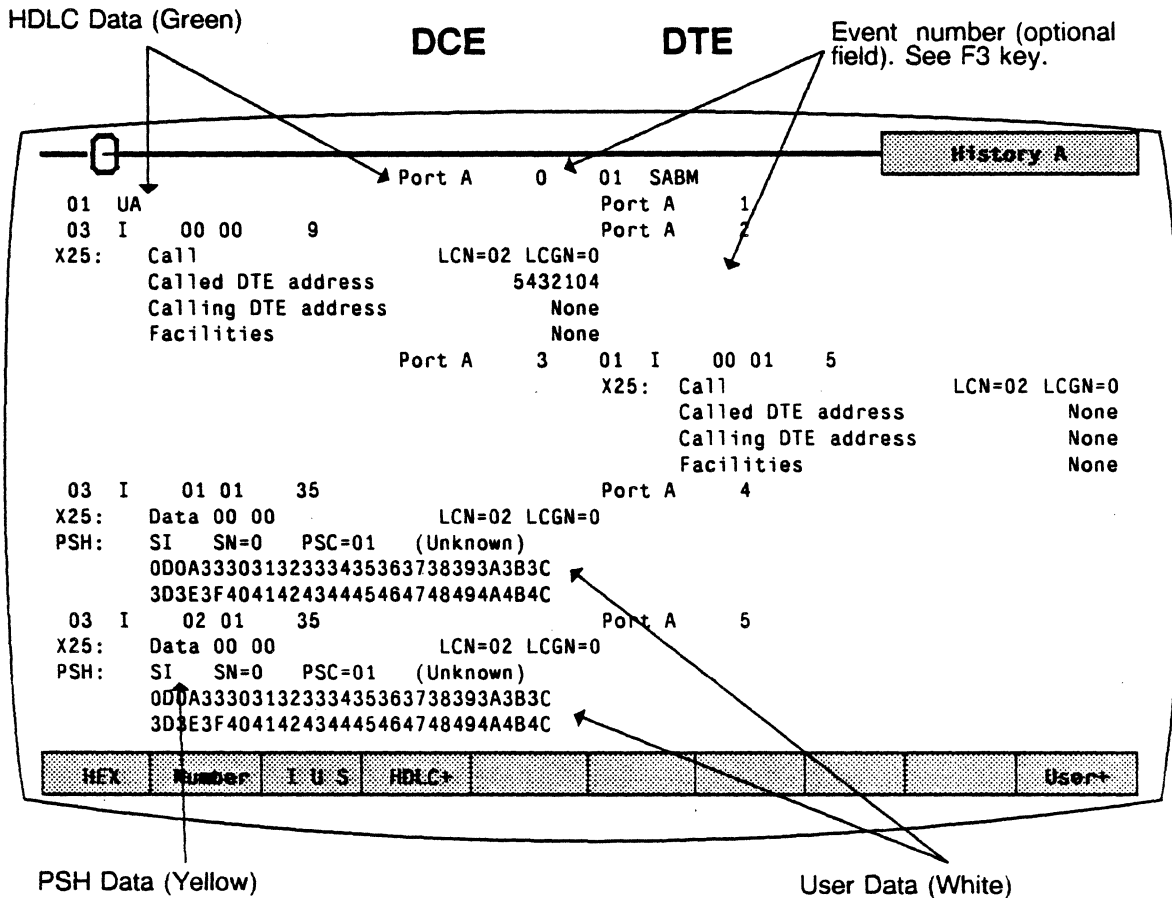 HDLC Data (Green)
DCE DTE
Event number (optional
field). See F3 key.
History A
Port A 0 01 SABM
01 UA Port A 1
03 I 00 00 9 Port A 2
X25: Call LCN=02 LCGN=0
Called DTE address 5432104
Calling DTE address None
Facilities None
Port A 3 01 I 00 01 5
X25: Call LCN=02 LCGN=0
Called DTE address None
Calling DTE address None
Facilities None
03 I 01 01 35 Port A 4
X25: Data 00 00 LCN=02 LCGN=0
PSH: SI SN=0 PSC=01 (Unknown)
0D0A33303132333435363738393A3B3C
3D3E3F404142434445464748494A4B4C
03 I 02 01 35 Port A 5
X25: Data 00 00 LCN=02 LCGN=0
PSH: SI SN=0 PSC=01 (Unknown)
0D0A33303132333435363738393A3B3C
3D3E3F404142434445464748494A4B4C
HEX Number I U S HDLC+ User+
PSH Data (Yellow)
User Data (White)